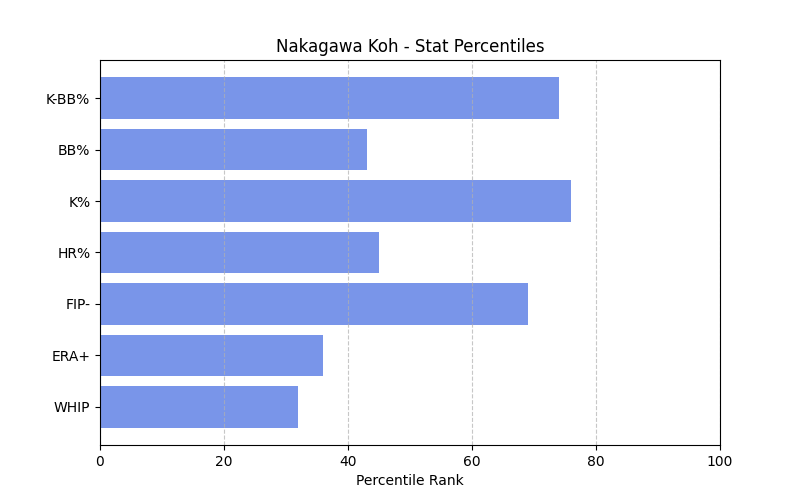 Nakagawa Koh - Stat Percentiles
K-BB%
BB%
K%
HR%
FIP-
ERA+
WHIP
0 20 40 60 80 100
Percentile Rank